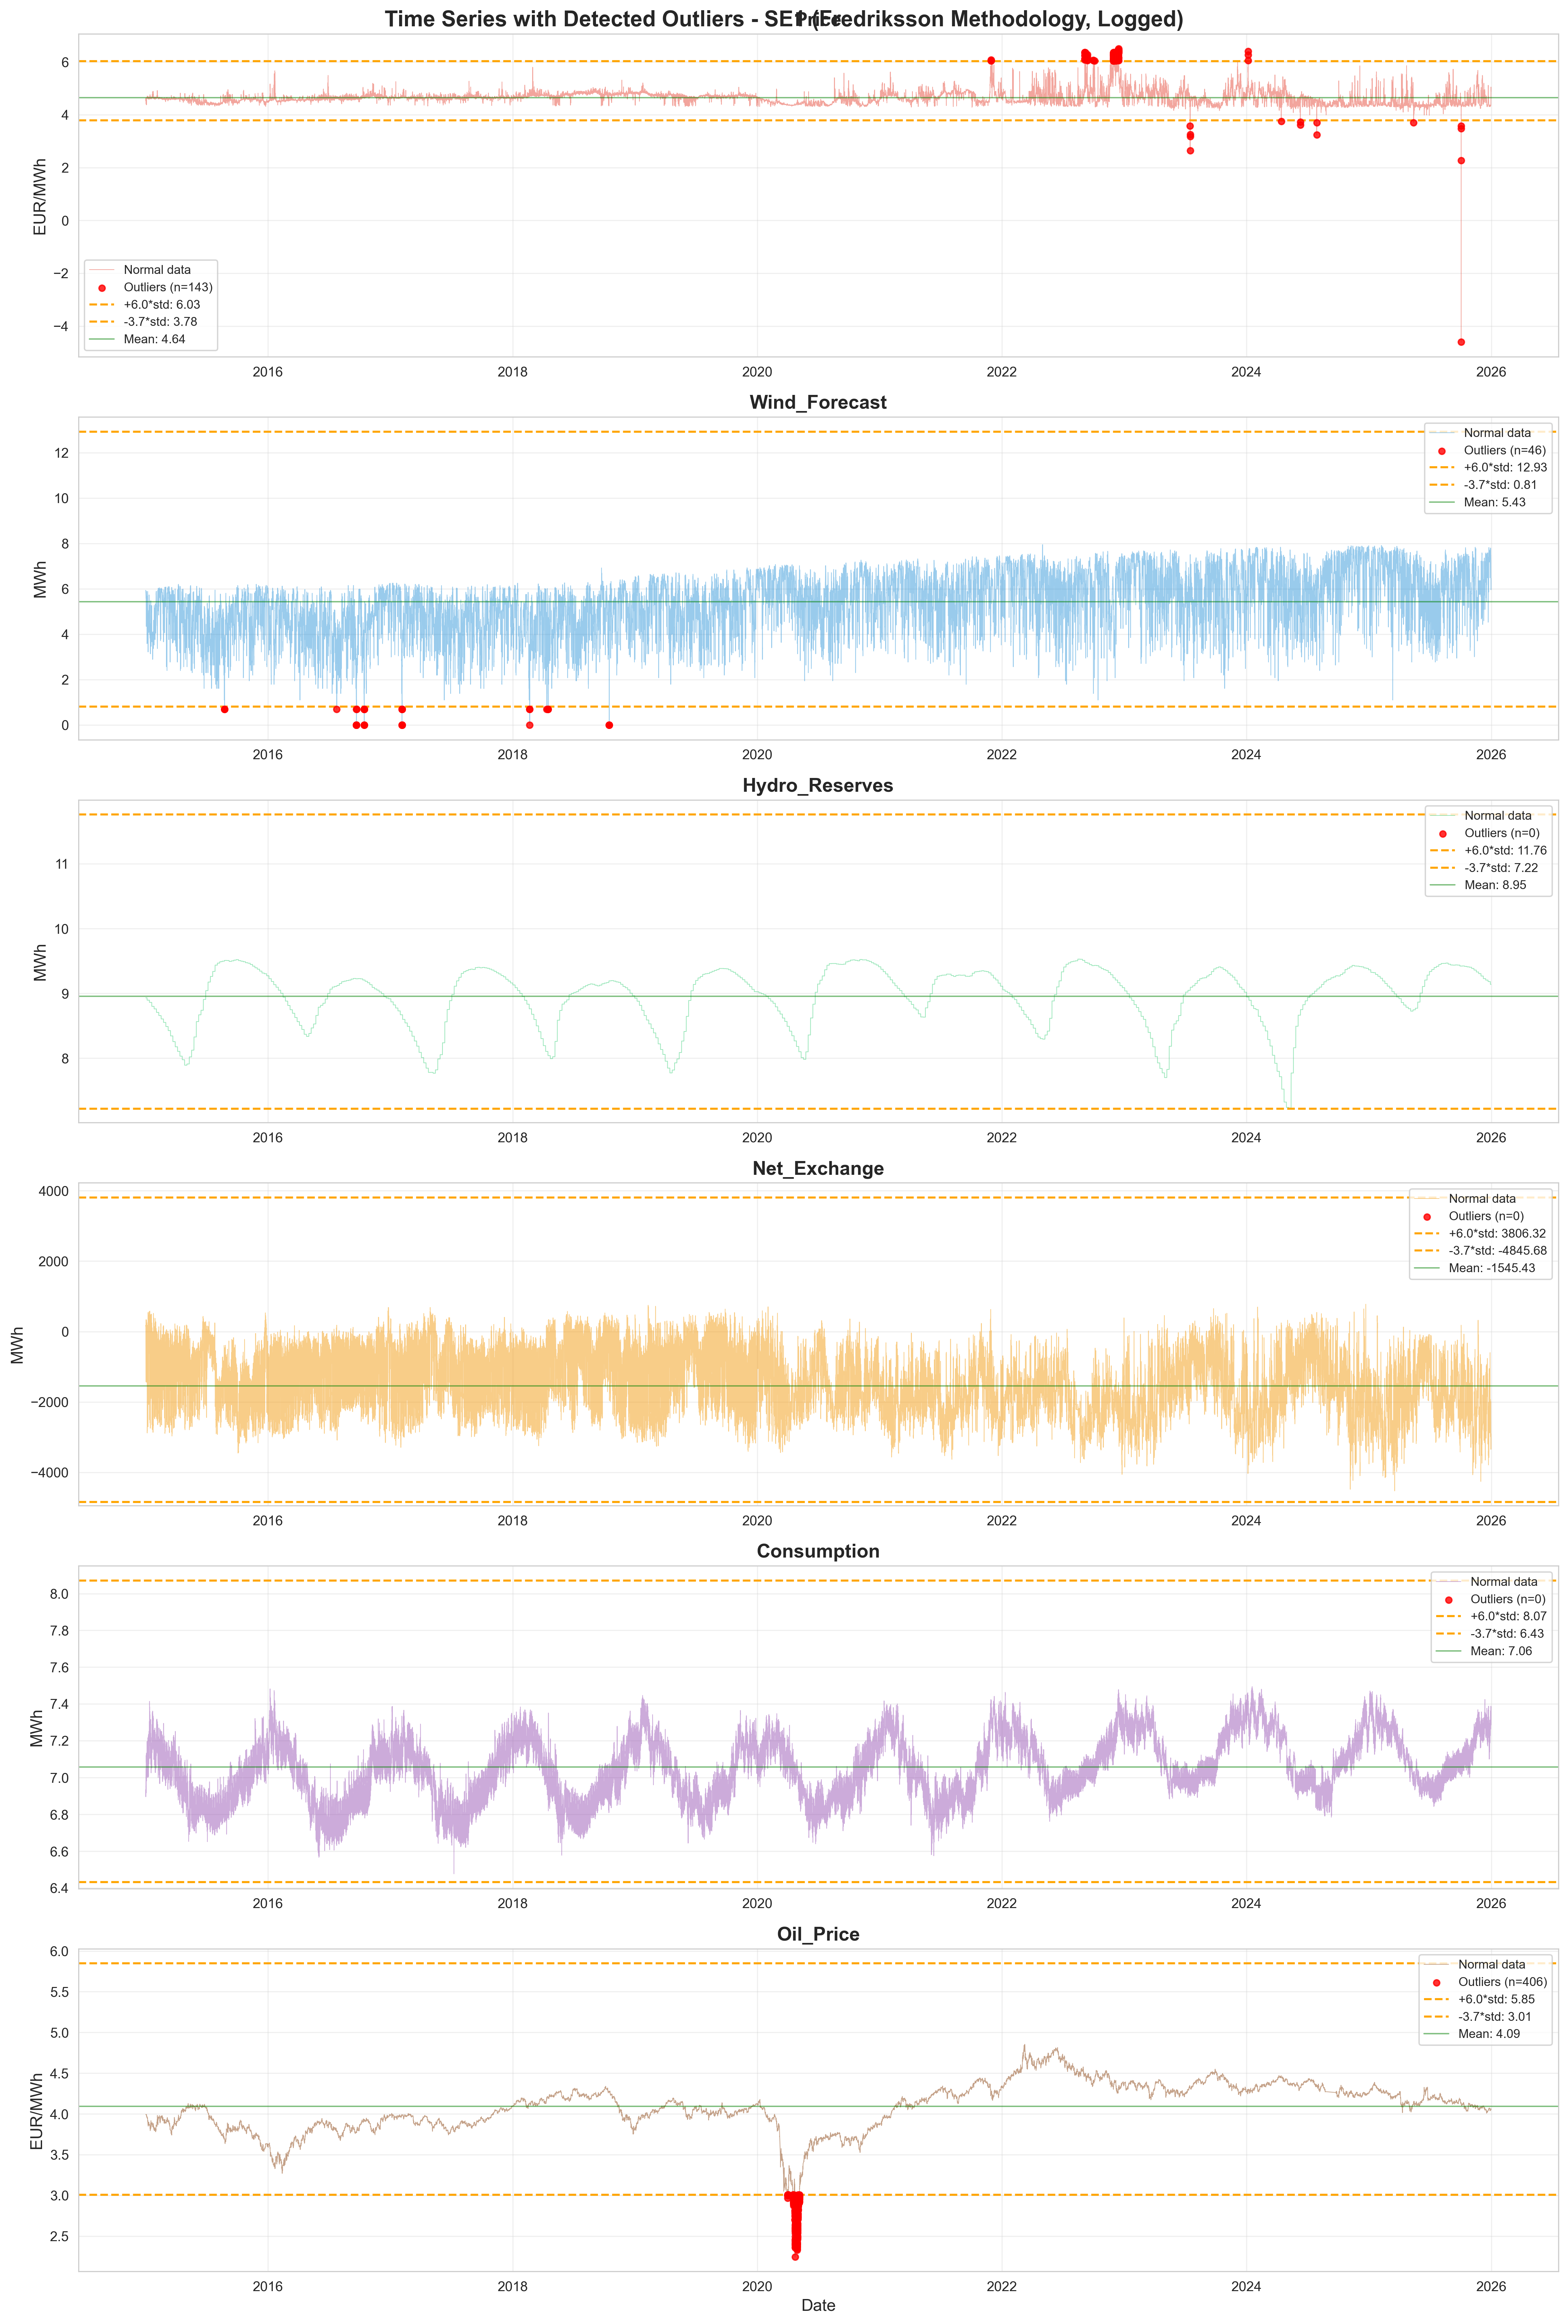 Time Series with Detected Outliers - SE1 (Fredriksson Methodology, Logged)
Price
EUR/MWh
6
4
2
0
−2
−4
Normal data
Outliers (n=143)
+6.0*std: 6.03
-3.7*std: 3.78
Mean: 4.64
2016 2018 2020 2022 2024 2026
Wind_Forecast
MWh
12
10
8
6
4
2
0
Normal data
Outliers (n=46)
+6.0*std: 12.93
-3.7*std: 0.81
Mean: 5.43
2016 2018 2020 2022 2024 2026
Hydro_Reserves
MWh
11
10
9
8
Normal data
Outliers (n=0)
+6.0*std: 11.76
-3.7*std: 7.22
Mean: 8.95
2016 2018 2020 2022 2024 2026
Net_Exchange
MWh
4000
2000
0
−2000
−4000
Normal data
Outliers (n=0)
+6.0*std: 3806.32
-3.7*std: -4845.68
Mean: -1545.43
2016 2018 2020 2022 2024 2026
Consumption
MWh
8.0
7.8
7.6
7.4
7.2
7.0
6.8
6.6
6.4
Normal data
Outliers (n=0)
+6.0*std: 8.07
-3.7*std: 6.43
Mean: 7.06
2016 2018 2020 2022 2024 2026
Oil_Price
EUR/MWh
6.0
5.5
5.0
4.5
4.0
3.5
3.0
2.5
Normal data
Outliers (n=406)
+6.0*std: 5.85
-3.7*std: 3.01
Mean: 4.09
2016 2018 2020 2022 2024 2026
Date